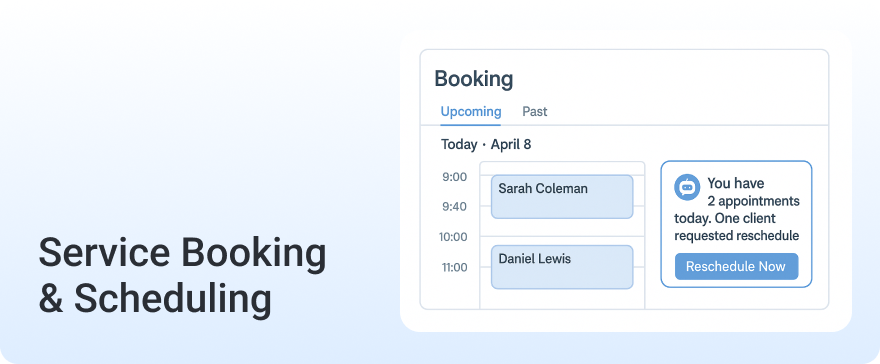 Service Booking
& Scheduling
Booking
Upcoming Past
Today · April 8
9:00
Sarah Coleman
9:40
10:00
Daniel Lewis
11:00
You have
2 appointments
today. One client
requested reschedule
Reschedule Now